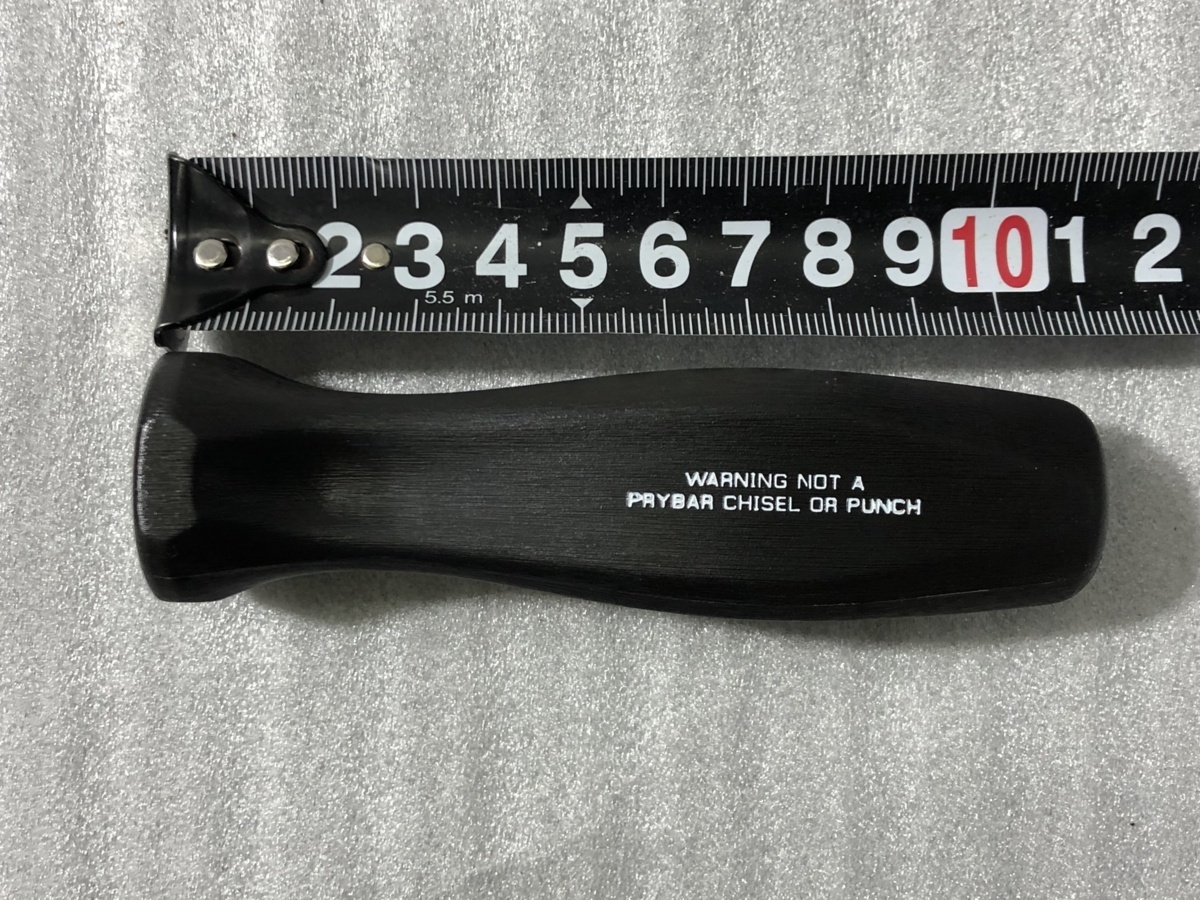 2 3 4 5 6 7 8 9 10 1 2
5.5 m
WARNING NOT A
PRYBAR CHISEL OR PUNCH